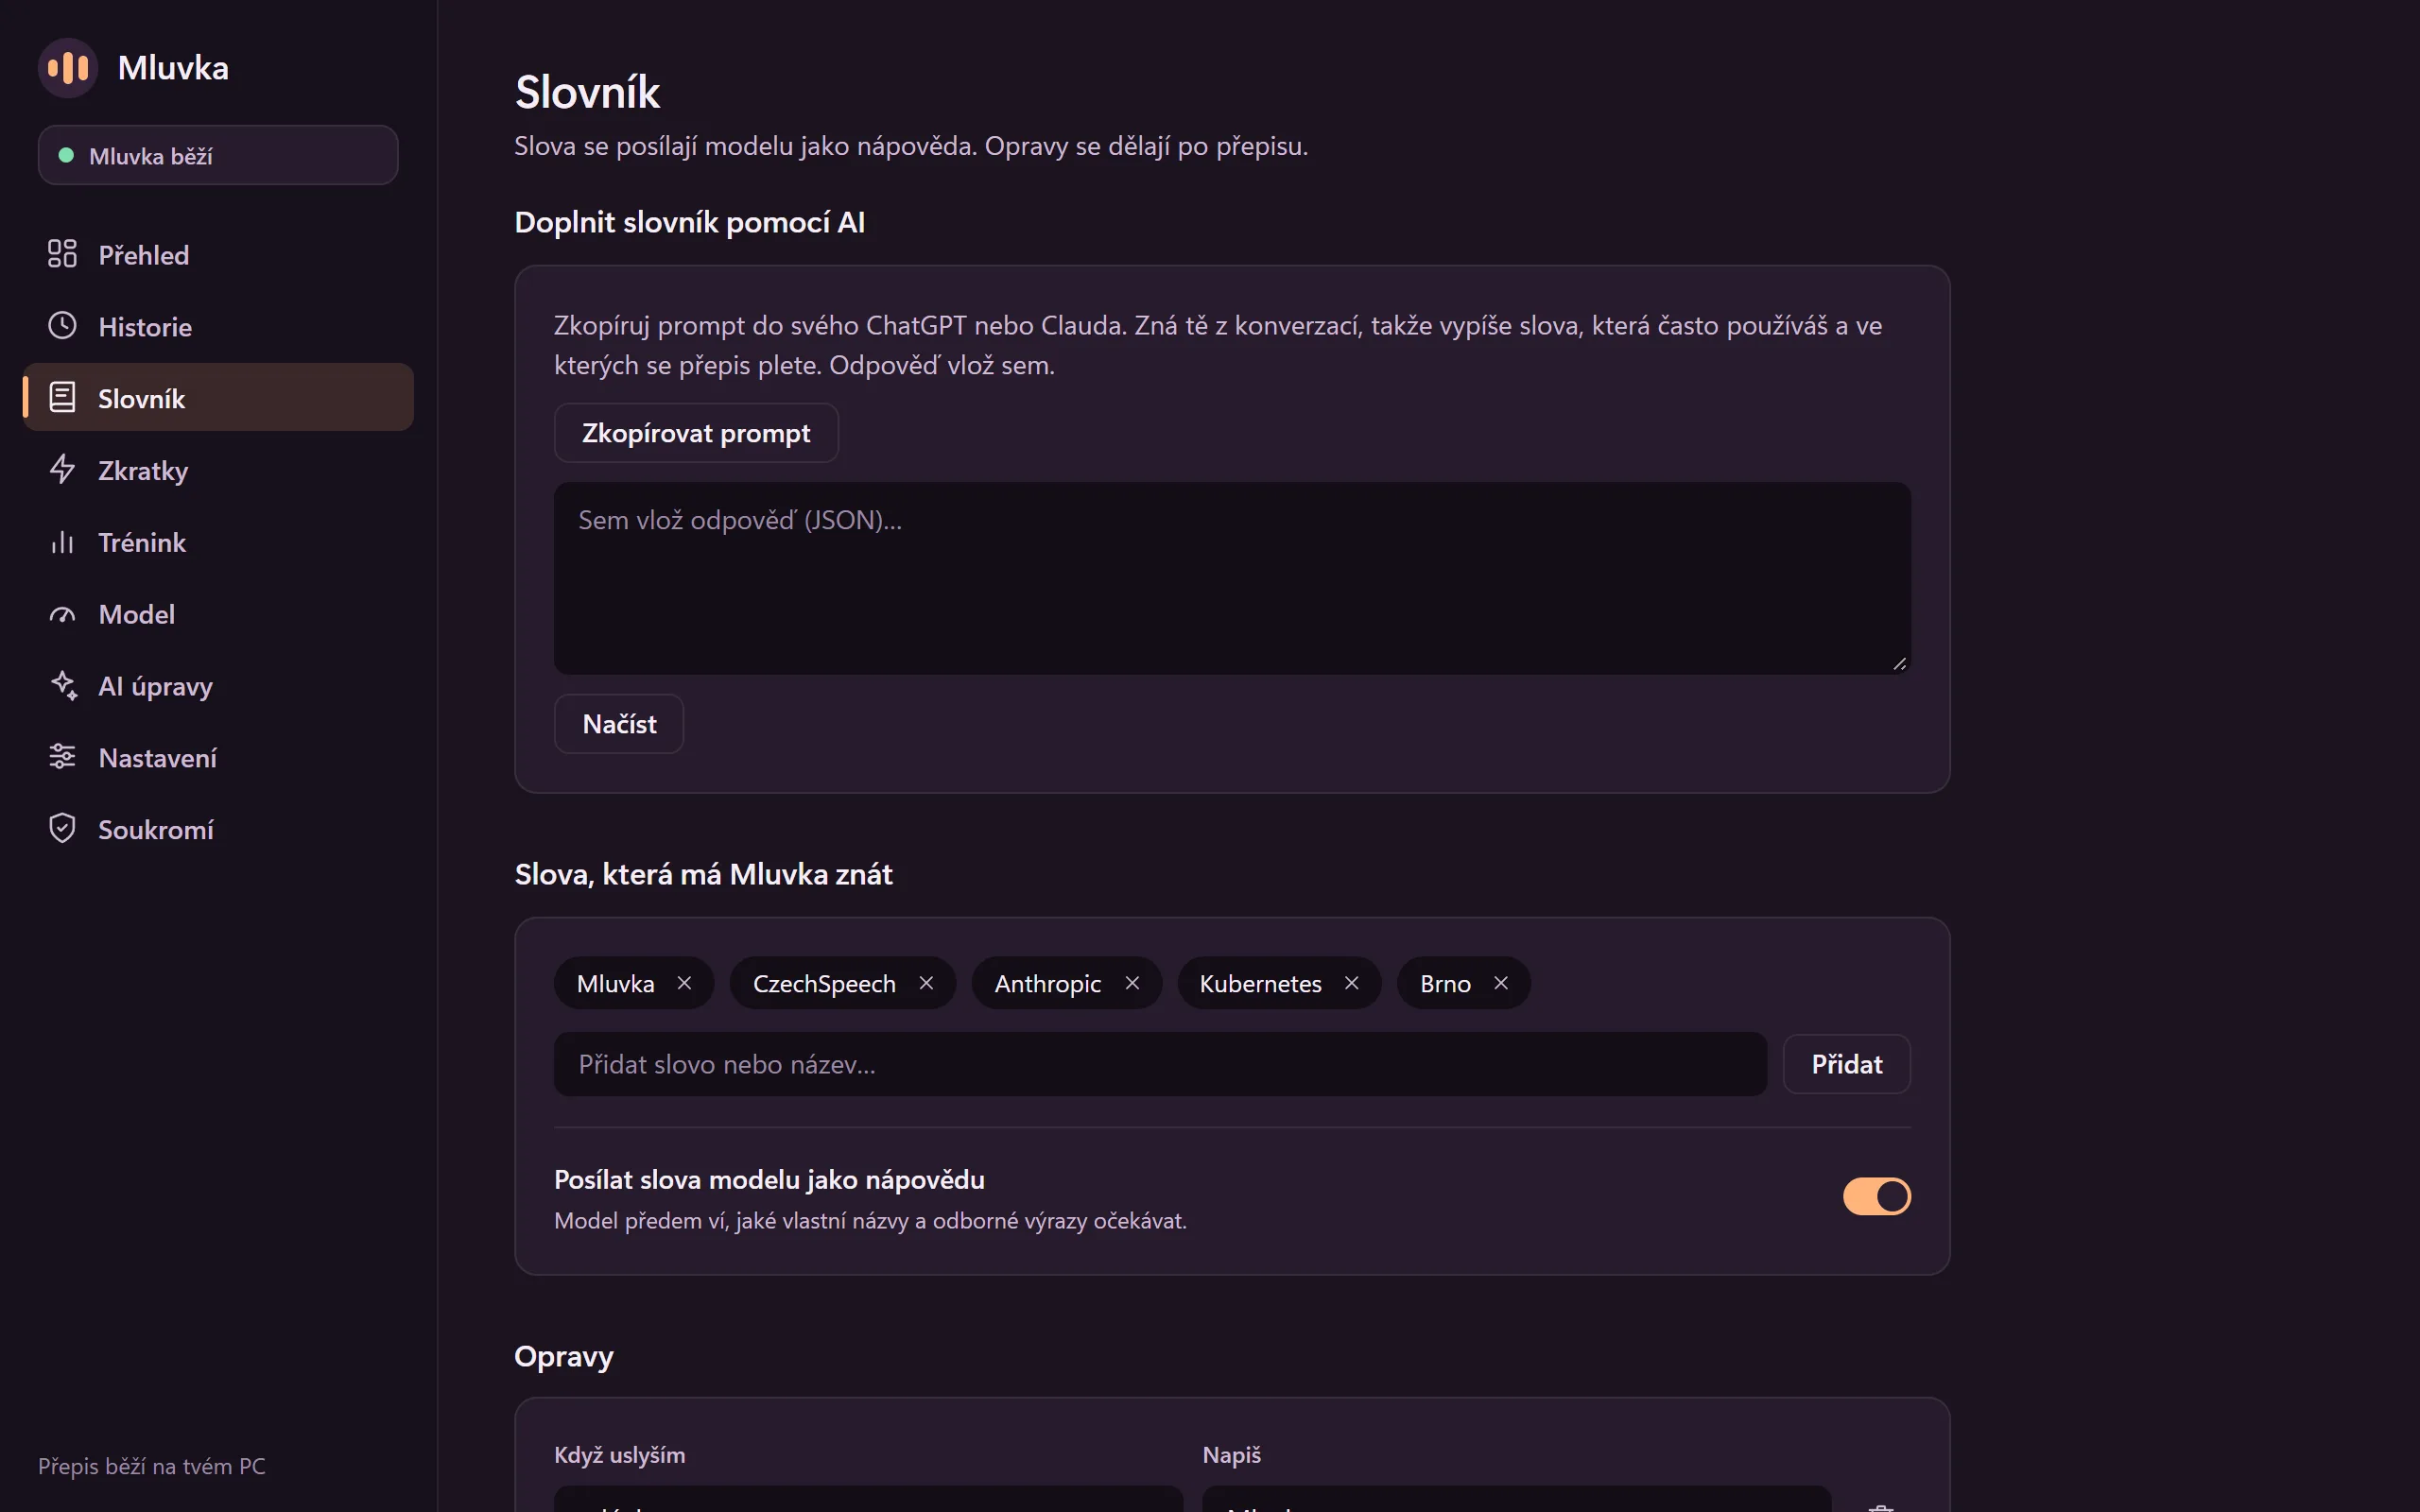 Mluvka
Mluvka běží
Přehled
Historie
Slovník
Zkratky
Trénink
Model
AI úpravy
Nastavení
Soukromí
Přepis běží na tvém PC
Slovník
Slova se posílají modelu jako nápověda. Opravy se dělají po přepisu.
Doplnit slovník pomocí AI
Zkopíruj prompt do svého ChatGPT nebo Clauda. Zná tě z konverzací, takže vypíše slova, která často používáš a ve
kterých se přepis plete. Odpověď vlož sem.
Zkopírovat prompt
Sem vlož odpověď (JSON)...
Načíst
Slova, která má Mluvka znát
Mluvka
CzechSpeech
Anthropic
Kubernetes
Brno
Přidat slovo nebo název...
Přidat
Posílat slova modelu jako nápovědu
Model předem ví, jaké vlastní názvy a odborné výrazy očekávat.
Opravy
Když uslyším
Napiš